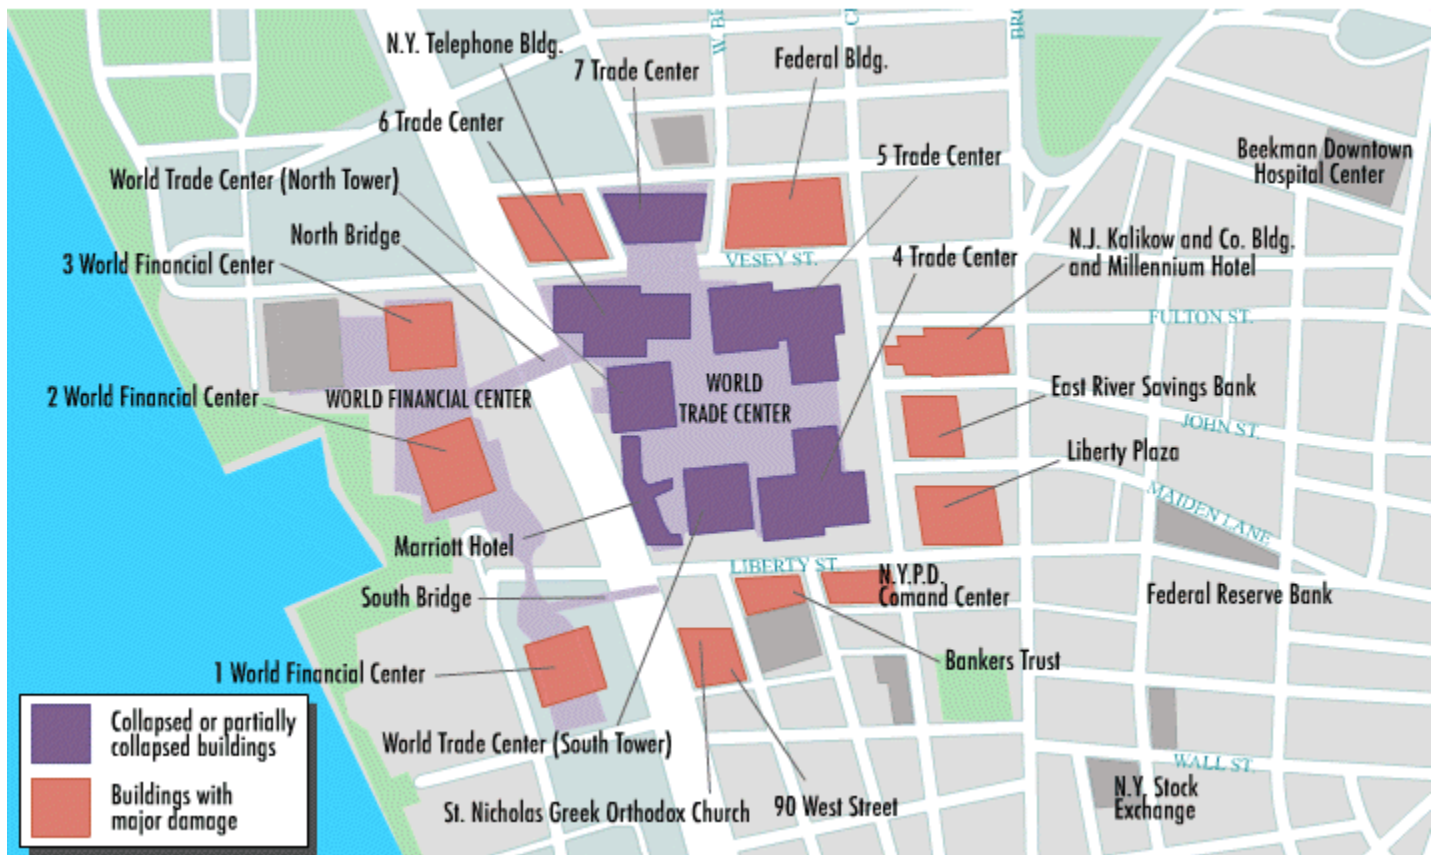 W. BR
CH
BRO
N.Y. Telephone Bldg.
7 Trade Center
Federal Bldg.
6 Trade Center
5 Trade Center
Beekman Downtown
Hospital Center
World Trade Center (North Tower)
North Bridge
N.J. Kalikow and Co. Bldg.
and Millennium Hotel
3 World Financial Center
VESEY ST.
4 Trade Center
FULTON ST.
2 World Financial Center
WORLD FINANCIAL CENTER
WORLD
TRADE CENTER
East River Savings Bank
JOHN ST.
Liberty Plaza
MAIDEN LANE
Marriott Hotel
LIBERTY ST.
N.Y.P.D.
Comand Center
South Bridge
Federal Reserve Bank
1 World Financial Center
Bankers Trust
Collapsed or partially
collapsed buildings
World Trade Center (South Tower)
WALL ST.
Buildings with
major damage
St. Nicholas Greek Orthodox Church
90 West Street
N.Y. Stock
Exchange